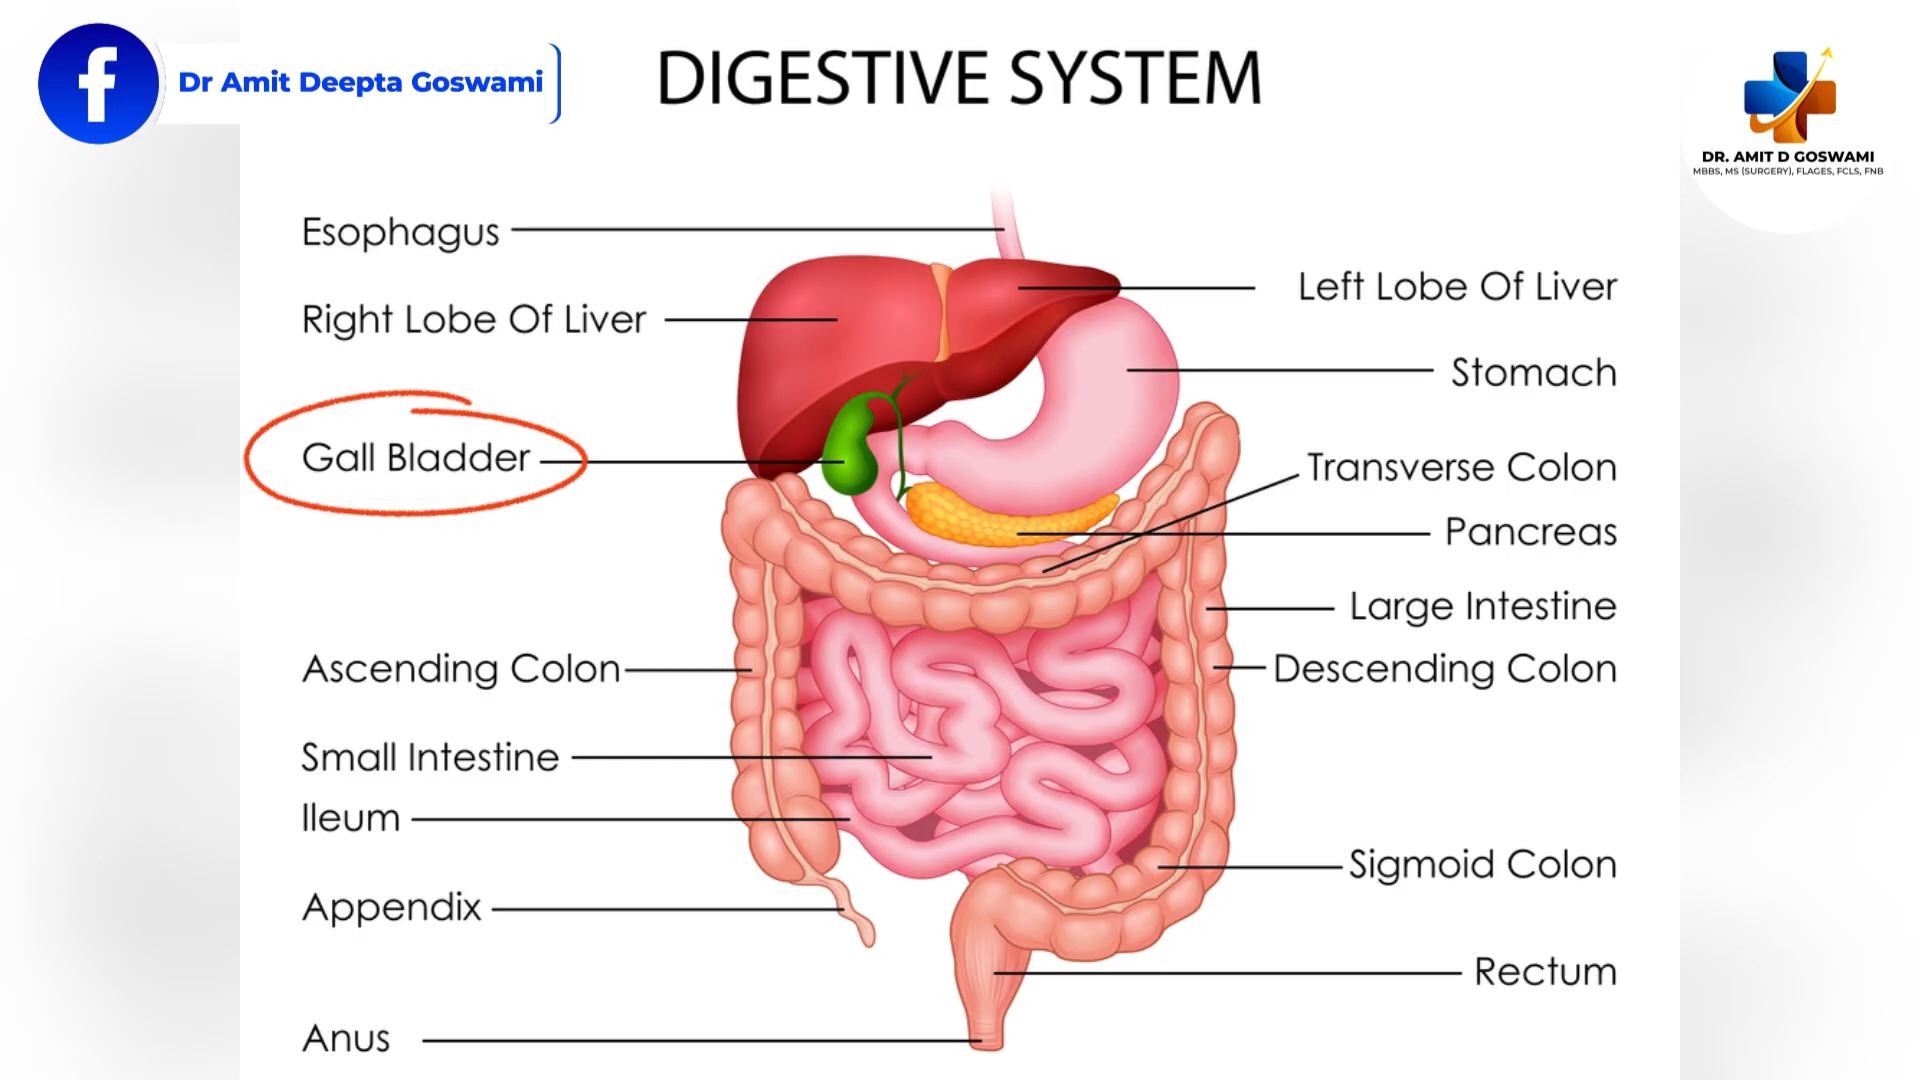 f
Dr Amit Deepta Goswami
DIGESTIVE SYSTEM
DR. AMIT D GOSWAMI
MBBS, MS (SURGERY), FLAGES, FCLS, FNB
Esophagus
Right Lobe Of Liver
Gall Bladder
Ascending Colon
Small Intestine
Ileum
Appendix
Anus
Left Lobe Of Liver
Stomach
Transverse Colon
Pancreas
Large Intestine
Descending Colon
Sigmoid Colon
Rectum